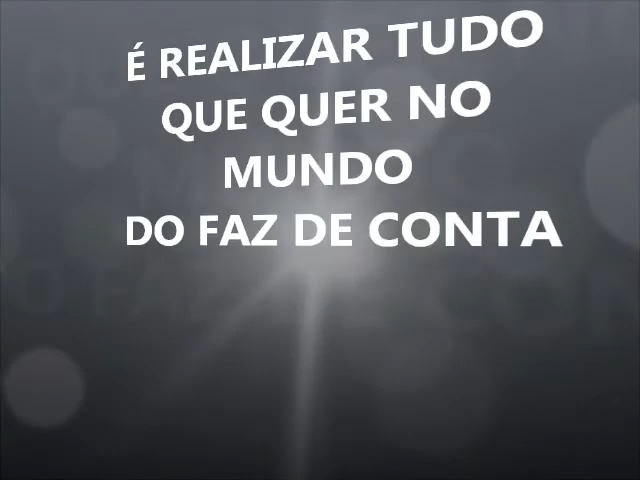 É REALIZAR TUDO
QUE QUER NO
MUNDO
DO FAZ DE CONTA